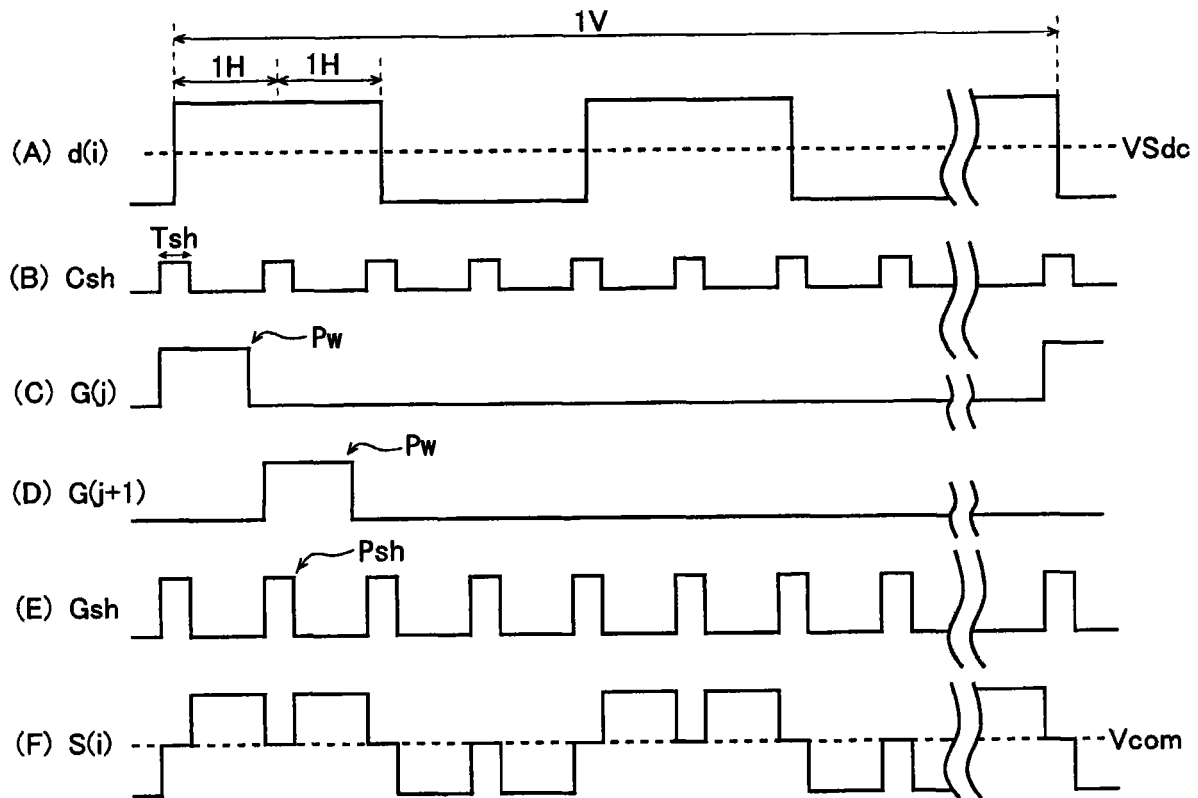 1V
1H 1H
(A) d(i) VSdc
Tsh
(B) Csh
Pw
(C) G(j)
Pw
(D) G(j+1)
Psh
(E) Gsh
(F) S(i) Vcom